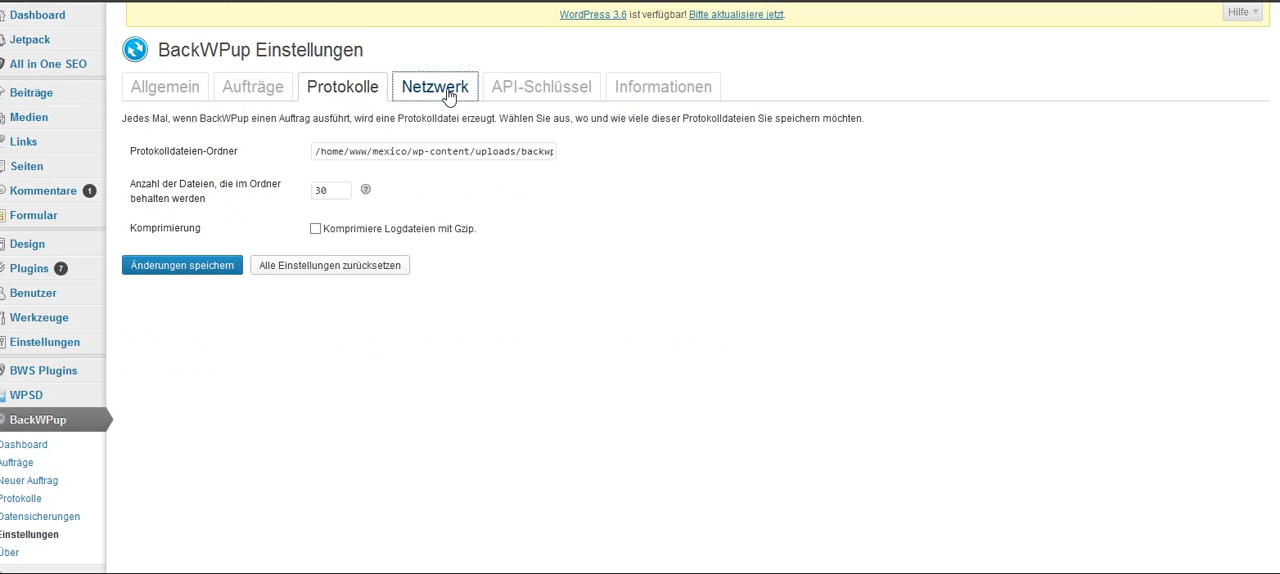 WordPress 3.6 ist verfügbar! Bitte aktualisiere jetzt.
Hilfe
Dashboard
Jetpack
All in One SEO
Beiträge
Medien
Links
Seiten
Kommentare 1
Formular
Design
Plugins 7
Benutzer
Werkzeuge
Einstellungen
BWS Plugins
WPSD
BackWPup
Dashboard
Aufträge
Neuer Auftrag
Protokolle
Datensicherungen
Einstellungen
Über
BackWPup Einstellungen
Allgemein Aufträge Protokolle Netzwerk API-Schlüssel Informationen
Jedes Mal, wenn BackWPup einen Auftrag ausführt, wird eine Protokolldatei erzeugt. Wählen Sie aus, wo und wie viele dieser Protokolldateien Sie speichern möchten.
Protokolldateien-Ordner /home/www/mexico/wp-content/uploads/backwp
Anzahl der Dateien, die im Ordner
behalten werden
30 ?
Komprimierung Komprimiere Logdateien mit Gzip.
Änderungen speichern Alle Einstellungen zurücksetzen